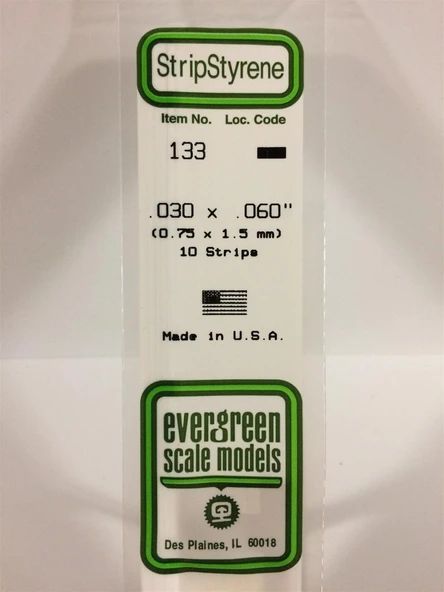 StripStyrene
Item No. Loc. Code
133
.030 x .060"
(0.75 x 1.5 mm)
10 Strips
Made in U.S.A.
evergreen
scale models
Des Plaines, IL 60018